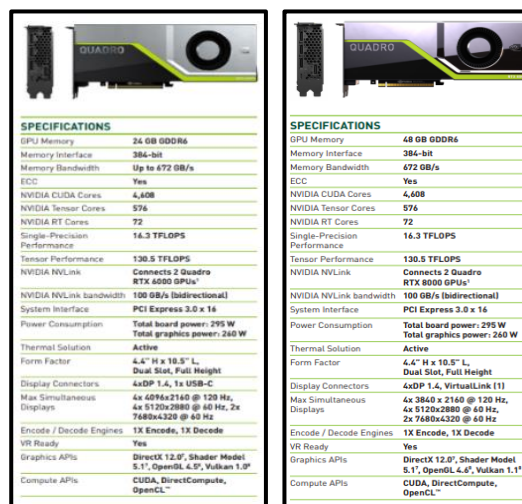 QUADRO
SPECIFICATIONS
GPU Memory 24 GB GDDR6
Memory Interface 384-bit
Memory Bandwidth Up to 672 GB/s
ECC Yes
NVIDIA CUDA Cores 4,608
NVIDIA Tensor Cores 576
NVIDIA RT Cores 72
Single-Precision Performance 16.3 TFLOPS
Tensor Performance 130.5 TFLOPS
NVIDIA NVLink Connects 2 Quadro
RTX 6000 GPUs¹
NVIDIA NVLink bandwidth 100 GB/s (bidirectional)
System Interface PCI Express 3.0 x 16
Power Consumption Total board power: 295 W
Total graphics power: 260 W
Thermal Solution Active
Form Factor 4.4” H x 10.5” L,
Dual Slot, Full Height
Display Connectors 4xDP 1.4, 1x USB-C
Max Simultaneous 4x 4096x2160 @ 120 Hz,
Displays 4x 5120x2880 @ 60 Hz, 2x
7680x4320 @ 60 Hz
Encode / Decode Engines 1X Encode, 1X Decode
VR Ready Yes
Graphics APIs DirectX 12.0⁷, Shader Model
5.1⁷, OpenGL 4.5⁸, Vulkan 1.0⁸
Compute APIs CUDA, DirectCompute,
OpenCL™
QUADRO
SPECIFICATIONS
GPU Memory 48 GB GDDR6
Memory Interface 384-bit
Memory Bandwidth 672 GB/s
ECC Yes
NVIDIA CUDA Cores 4,608
NVIDIA Tensor Cores 576
NVIDIA RT Cores 72
Single-Precision Performance 16.3 TFLOPS
Tensor Performance 130.5 TFLOPS
NVIDIA NVLink Connects 2 Quadro
RTX 8000 GPUs¹
NVIDIA NVLink bandwidth 100 GB/s (bidirectional)
System Interface PCI Express 3.0 x 16
Power Consumption Total board power: 295 W
Total graphics power: 260 W
Thermal Solution Active
Form Factor 4.4” H x 10.5” L,
Dual Slot, Full Height
Display Connectors 4xDP 1.4, VirtualLink (1)
Max Simultaneous 4x 3840 x 2160 @ 120 Hz,
Displays 4x 5120x2880 @ 60 Hz,
2x 7680x4320 @ 60 Hz
Encode / Decode Engines 1X Encode, 1X Decode
VR Ready Yes
Graphics APIs DirectX 12.0⁷, Shader Model
5.1⁷, OpenGL 4.6⁸, Vulkan 1.1⁸
Compute APIs CUDA, DirectCompute,
OpenCL™